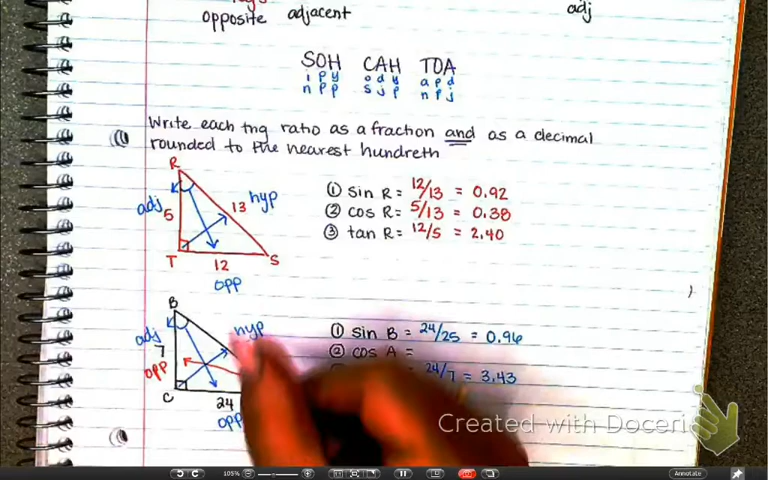 opposite adjacent
adj
SOH CAH TOA
i p y o d y a p d
n p p s j p n p j
Write each trig ratio as a fraction and as a decimal
rounded to the nearest hundreth
R
adj 5 13 hyp
T 12 S
opp
① sin R = 12/13 = 0.92
② cos R = 5/13 = 0.38
③ tan R = 12/5 = 2.40
B
adj hyp
7
opp
C 24
opp
① sin B = 24/25 = 0.96
② cos A =
24/7 = 3.43
Created with Doceri
105%
Annotate